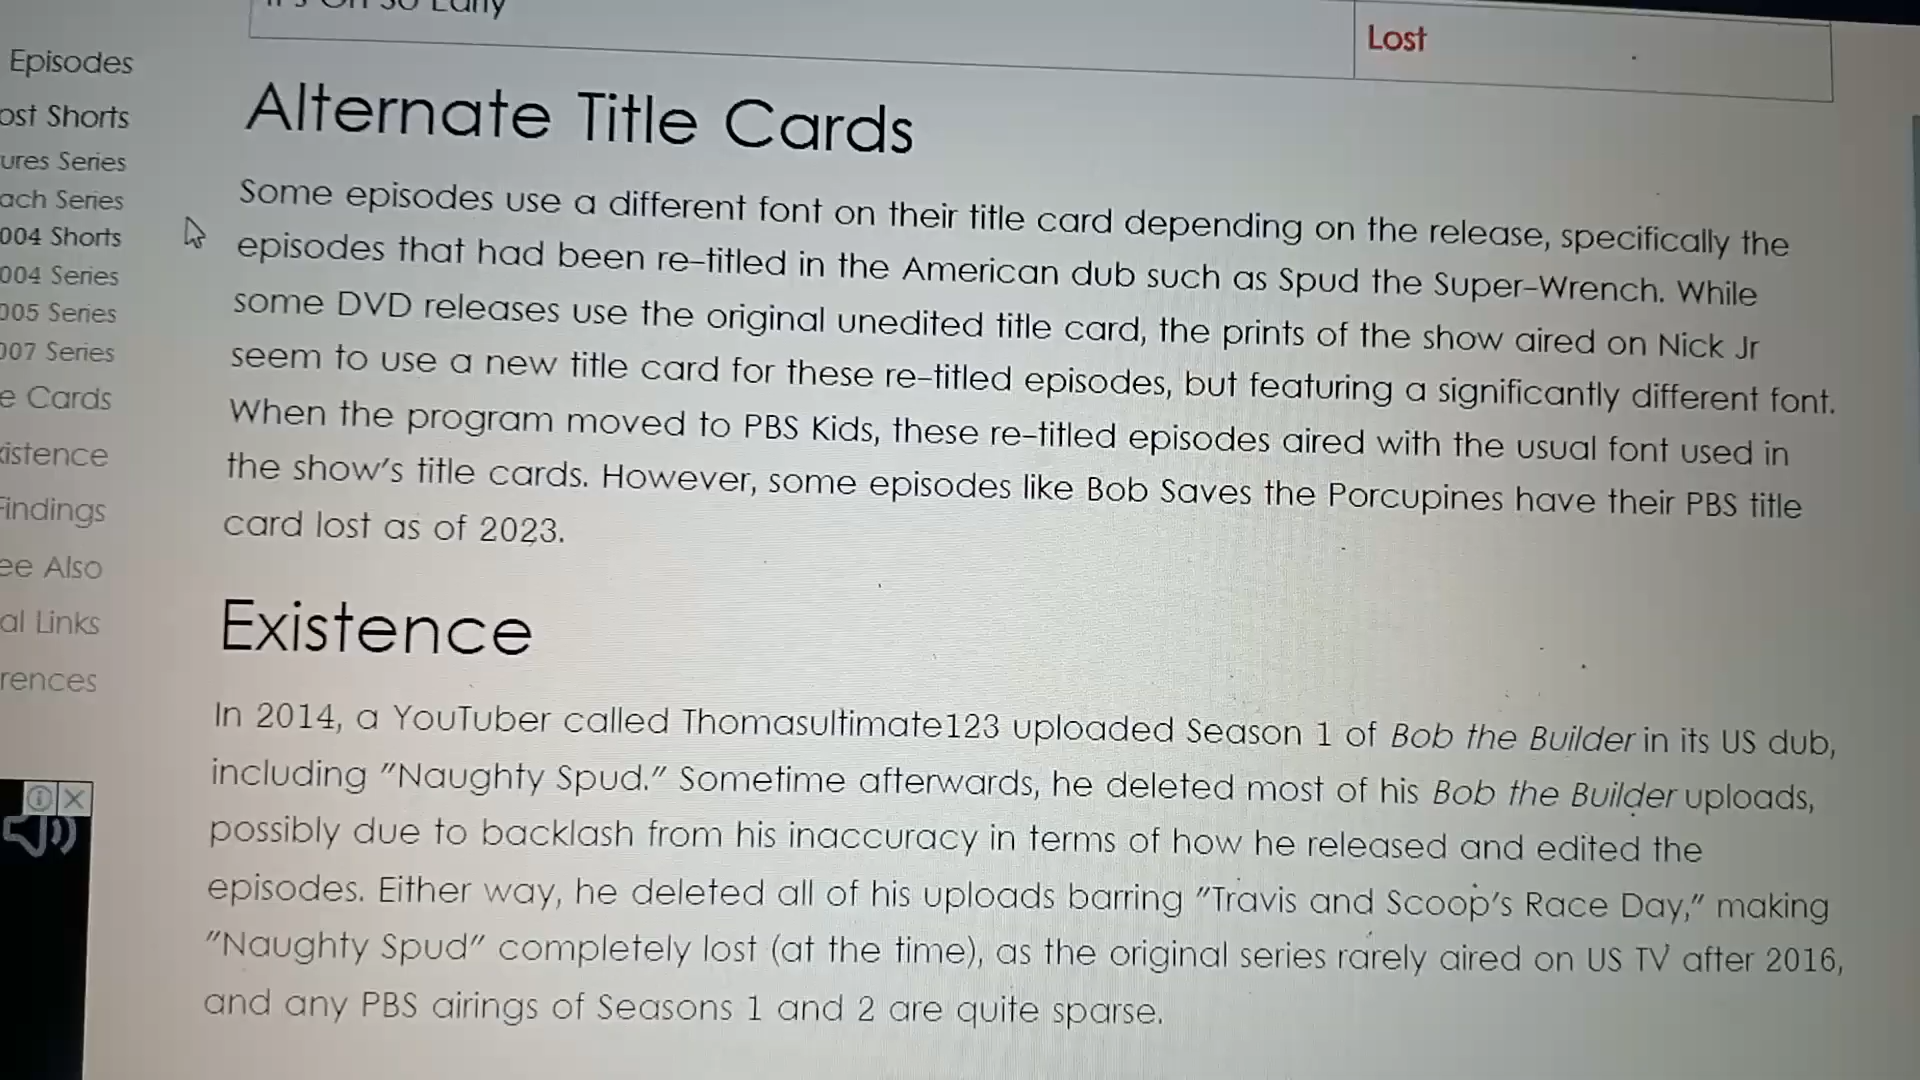 So Early
Lost
Episodes
Shorts
Series
Series
004 Shorts
004 Series
005 Series
007 Series
Cards
Findings
Also
Links
Alternate Title Cards
Some episodes use a different font on their title card depending on the release, specifically the
episodes that had been re-titled in the American dub such as Spud the Super-Wrench. While
some DVD releases use the original unedited title card, the prints of the show aired on Nick Jr
seem to use a new title card for these re-titled episodes, but featuring a significantly different font.
When the program moved to PBS Kids, these re-titled episodes aired with the usual font used in
the show's title cards. However, some episodes like Bob Saves the Porcupines have their PBS title
card lost as of 2023.
Existence
In 2014, a YouTuber called Thomasultimate123 uploaded Season 1 of Bob the Builder in its US dub,
including "Naughty Spud." Sometime afterwards, he deleted most of his Bob the Builder uploads,
possibly due to backlash from his inaccuracy in terms of how he released and edited the
episodes. Either way, he deleted all of his uploads barring "Travis and Scoop's Race Day," making
"Naughty Spud" completely lost (at the time), as the original series rarely aired on US TV after 2016,
and any PBS airings of Seasons 1 and 2 are quite sparse.